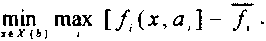 min max [f_i(x, a_i) − \overline{f_i}.
x∈X(b) i